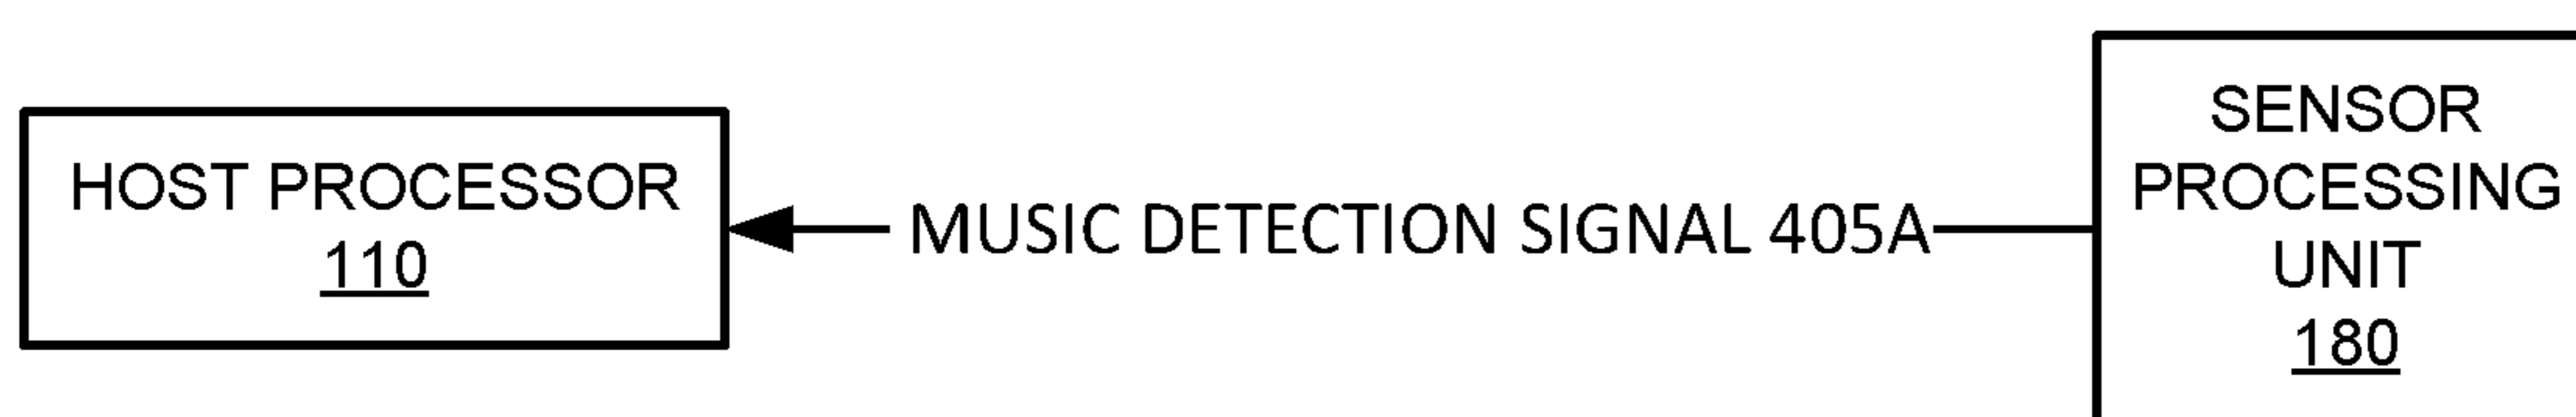 HOST PROCESSOR
110
MUSIC DETECTION SIGNAL 405A
SENSOR
PROCESSING
UNIT
180